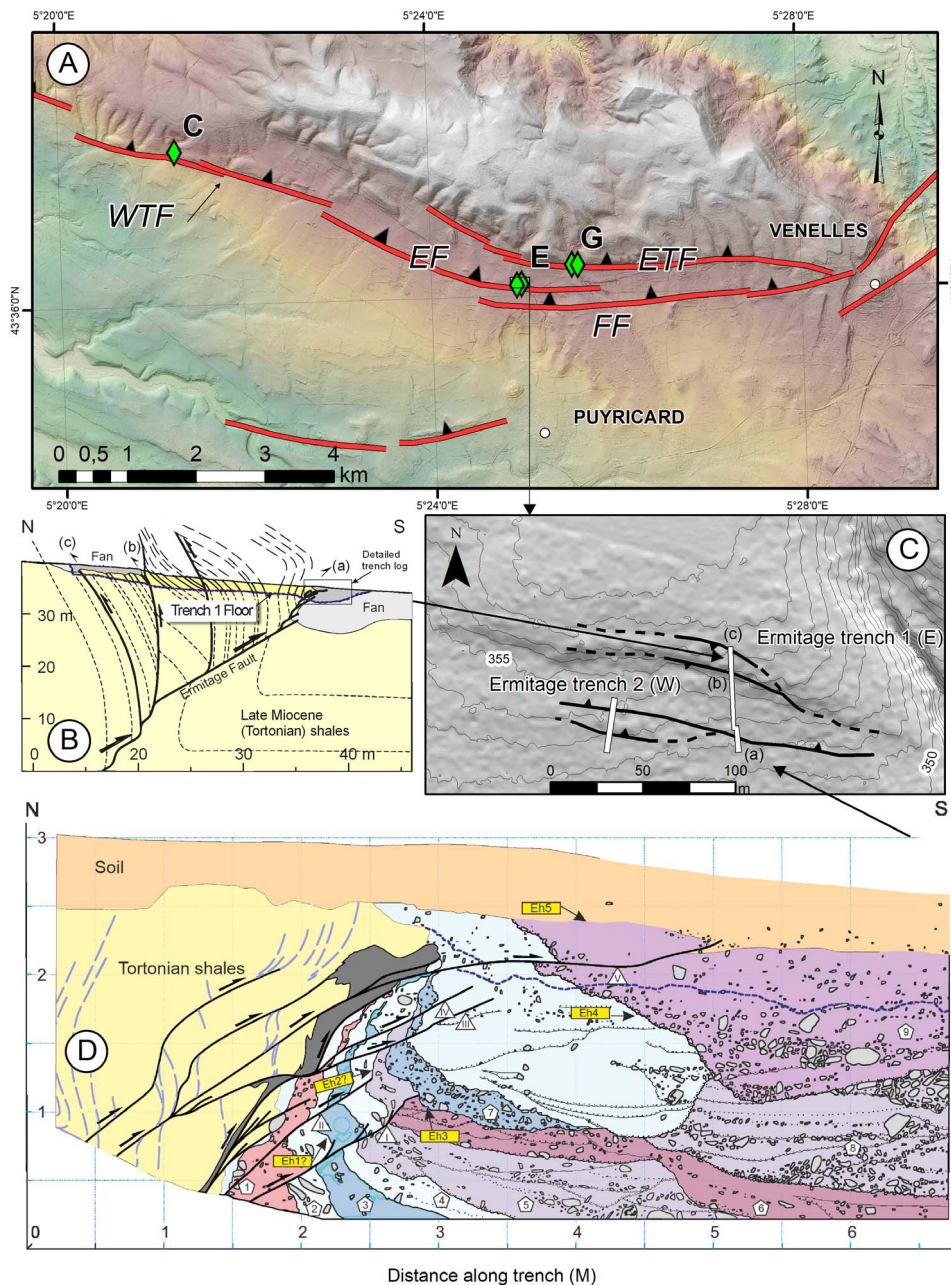 5°20'0"E
5°24'0"E
5°28'0"E
A
N
C
WTF
EF
E
G
ETF
VENELLES
FF
43°36'0"N
PUYRICARD
0 0,5 1 2 3 4
km
5°20'0"E
5°24'0"E
5°28'0"E
N
S
(c)
Fan
(b)
(a)
Detailed
trench log
Trench 1 Floor
Fan
30 m
20
10
Ermitage Fault
Late Miocene
(Tortonian) shales
B
0
20
30
40 m
N
C
(c)
Ermitage trench 1 (E)
355
(b)
Ermitage trench 2 (W)
(a)
0 50 100
m
350
N
S
3
Soil
Eh5
Tortonian shales
2
V
Eh4
IV
III
9
D
Eh2?
1
7
II
I
Eh3
8
Eh1?
1
2
3
4
5
6
0
1
2
3
4
5
6
Distance along trench (M)